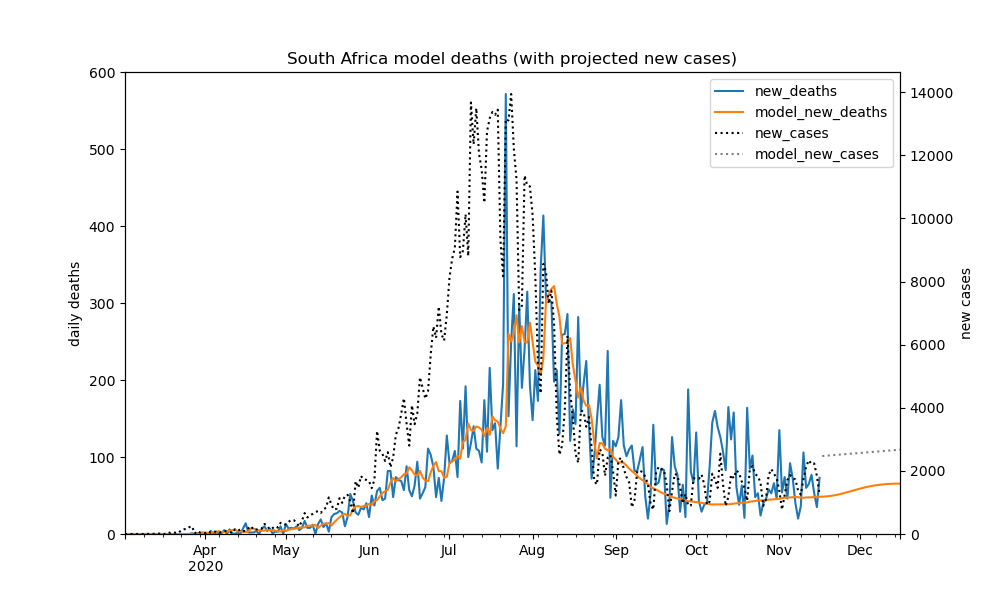 South Africa model deaths (with projected new cases)
600
500
400
300
200
100
0
daily deaths
14000
12000
10000
8000
6000
4000
2000
0
new cases
new_deaths
model_new_deaths
new_cases
model_new_cases
Apr May Jun Jul Aug Sep Oct Nov Dec
2020